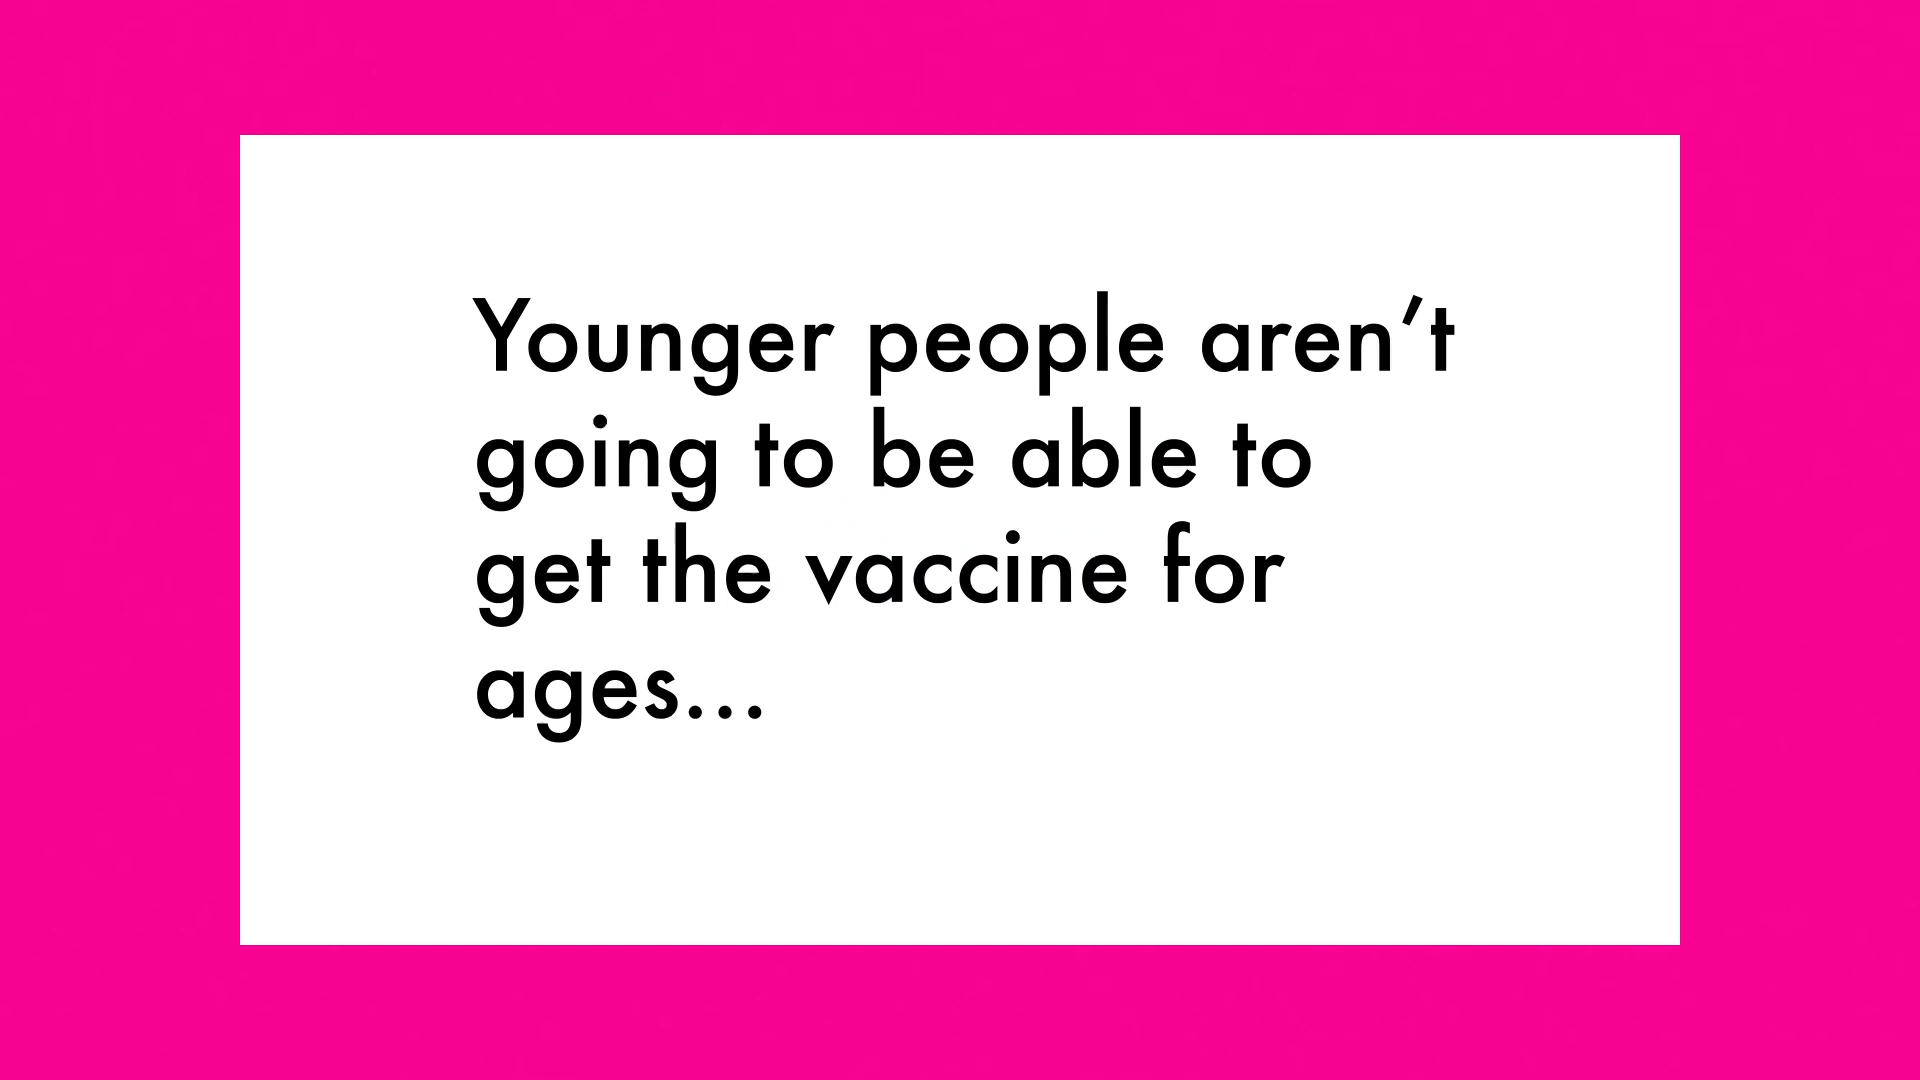 Younger people aren’t
going to be able to
get the vaccine for
ages...